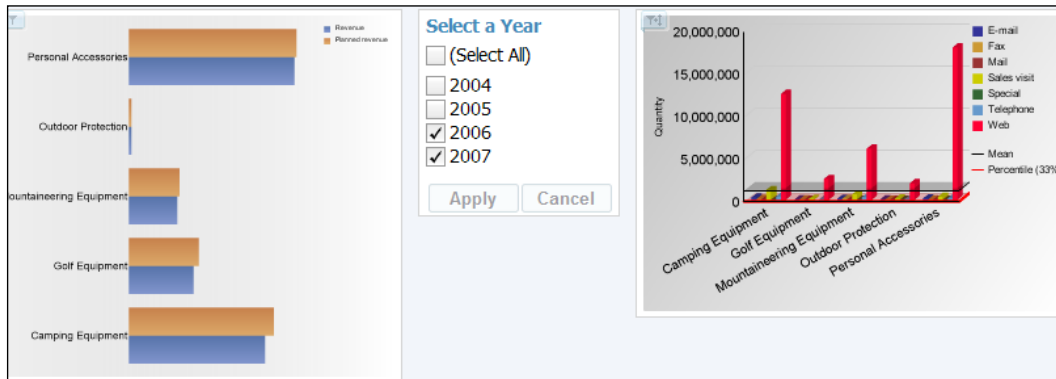 Revenue
Planned revenue
Personal Accessories
Outdoor Protection
ountaineering Equipment
Golf Equipment
Camping Equipment
Select a Year
(Select All)
2004
2005
2006
2007
Apply Cancel
20,000,000
15,000,000
10,000,000
5,000,000
0
Quantity
Camping Equipment
Golf Equipment
Mountaineering Equipment
Outdoor Protection
Personal Accessories
E-mail
Fax
Mail
Sales visit
Special
Telephone
Web
Mean
Percentile (33%